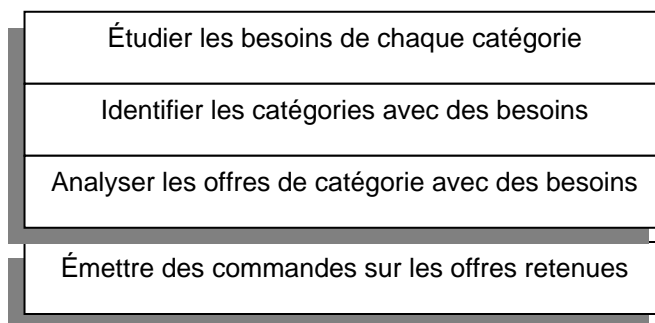 Étudier les besoins de chaque catégorie
Identifier les catégories avec des besoins
Analyser les offres de catégorie avec des besoins
Émettre des commandes sur les offres retenues